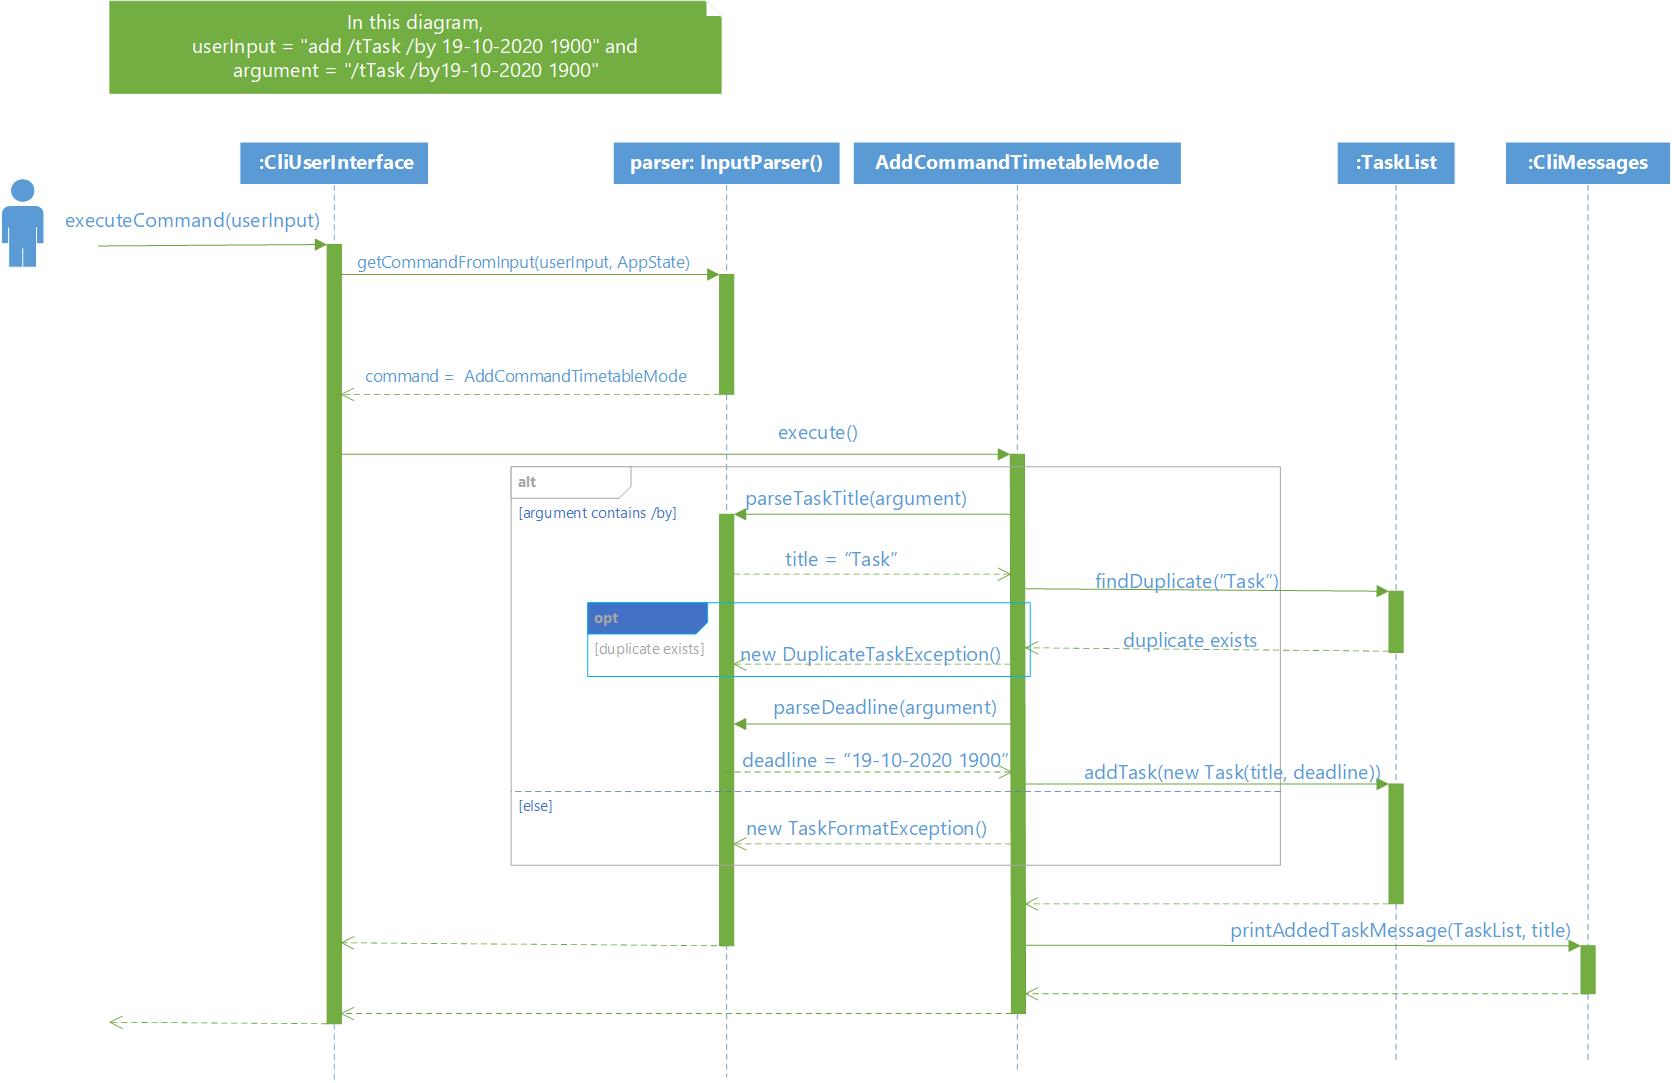 In this diagram,
userInput = "add /tTask /by 19-10-2020 1900" and
argument = "/tTask /by19-10-2020 1900"
:CliUserInterface
parser: InputParser()
AddCommandTimetableMode
:TaskList
:CliMessages
executeCommand(userInput)
getCommandFromInput(userInput, AppState)
command =  AddCommandTimetableMode
execute()
alt
[argument contains /by]
parseTaskTitle(argument)
title = “Task”
findDuplicate(“Task”)
opt
[duplicate exists]
duplicate exists
new DuplicateTaskException()
parseDeadline(argument)
deadline = “19-10-2020 1900”
addTask(new Task(title, deadline))
[else]
new TaskFormatException()
printAddedTaskMessage(TaskList, title)